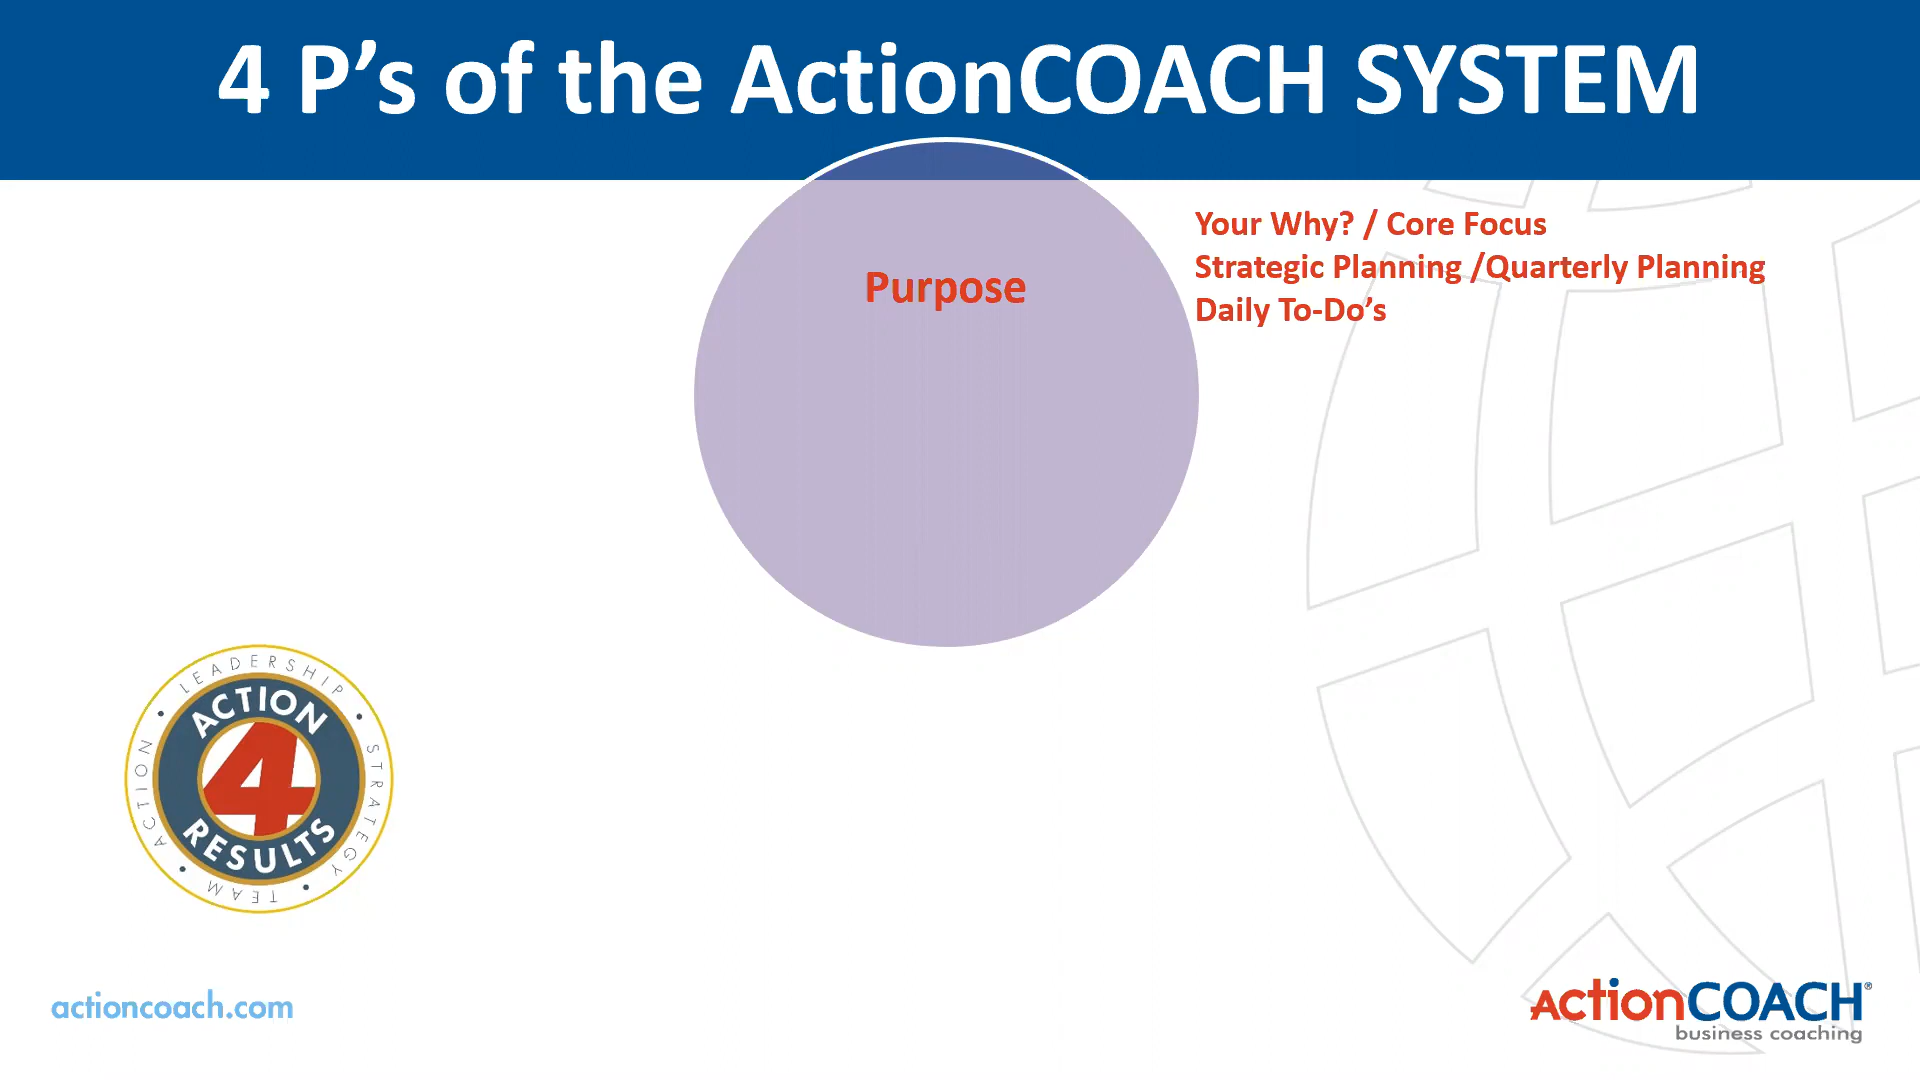 4 P’s of the ActionCOACH SYSTEM
Purpose
Your Why? / Core Focus
Strategic Planning /Quarterly Planning
Daily To-Do’s
LEADERSHIP • STRATEGY • TEAM • ACTION •
ACTION
4
RESULTS
actioncoach.com
actionCOACH®
business coaching